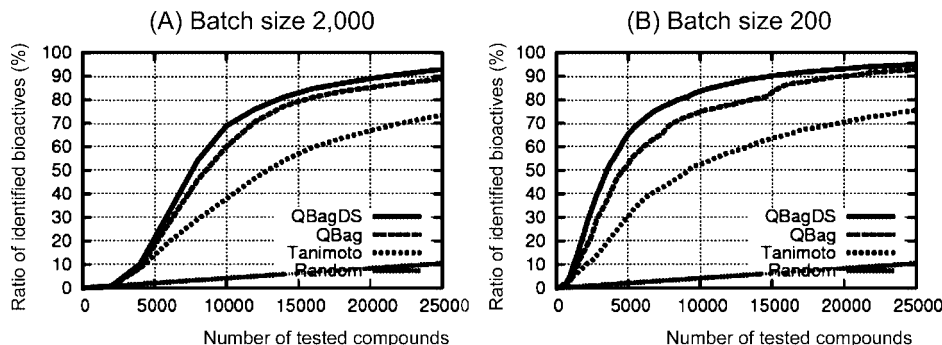 (A) Batch size 2,000
Ratio of identified bioactives (%)
100
90
80
70
60
50
40
30
20
10
0
QBagDS
QBag
Tanimoto
Random
0 5000 10000 15000 20000 25000
Number of tested compounds
(B) Batch size 200
Ratio of identified bioactives (%)
100
90
80
70
60
50
40
30
20
10
0
QBagDS
QBag
Tanimoto
Random
0 5000 10000 15000 20000 25000
Number of tested compounds